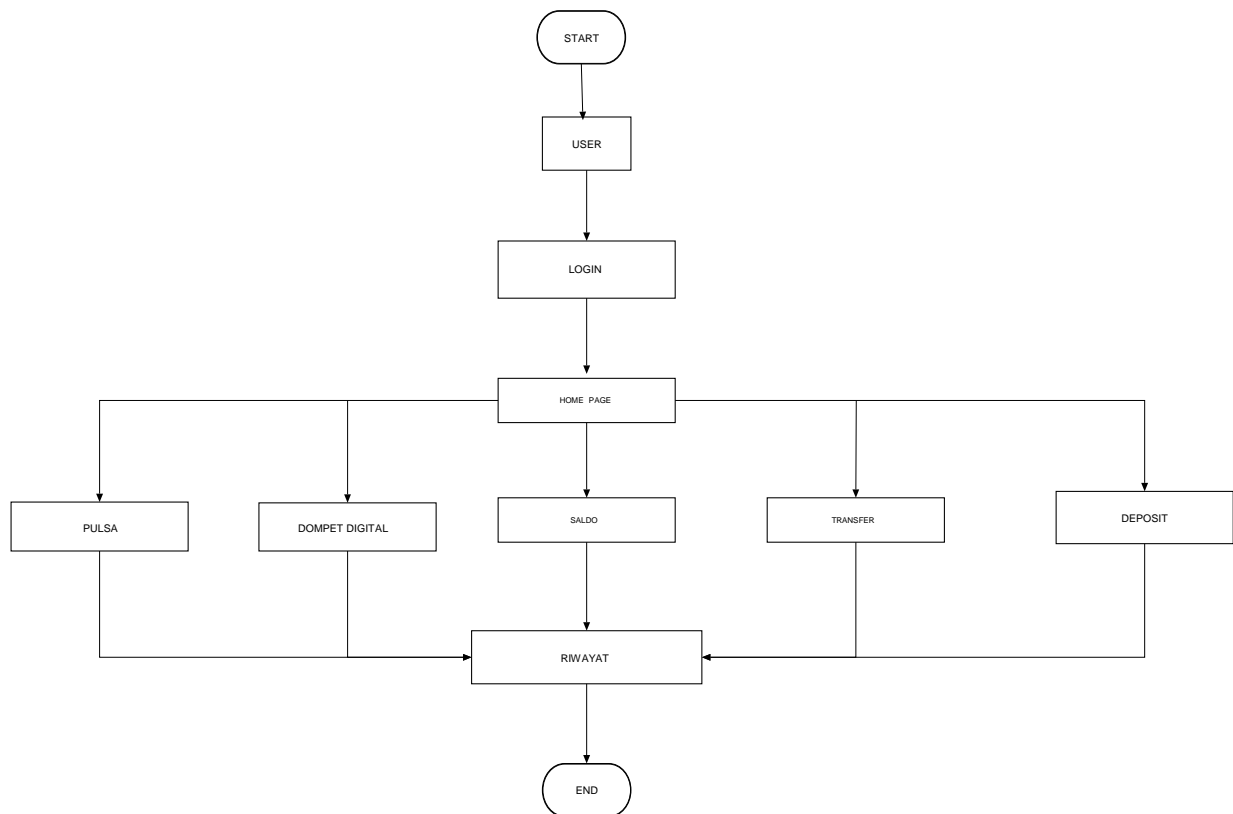 START
USER
LOGIN
HOME PAGE
PULSA
DOMPET DIGITAL
SALDO
TRANSFER
DEPOSIT
RIWAYAT
END